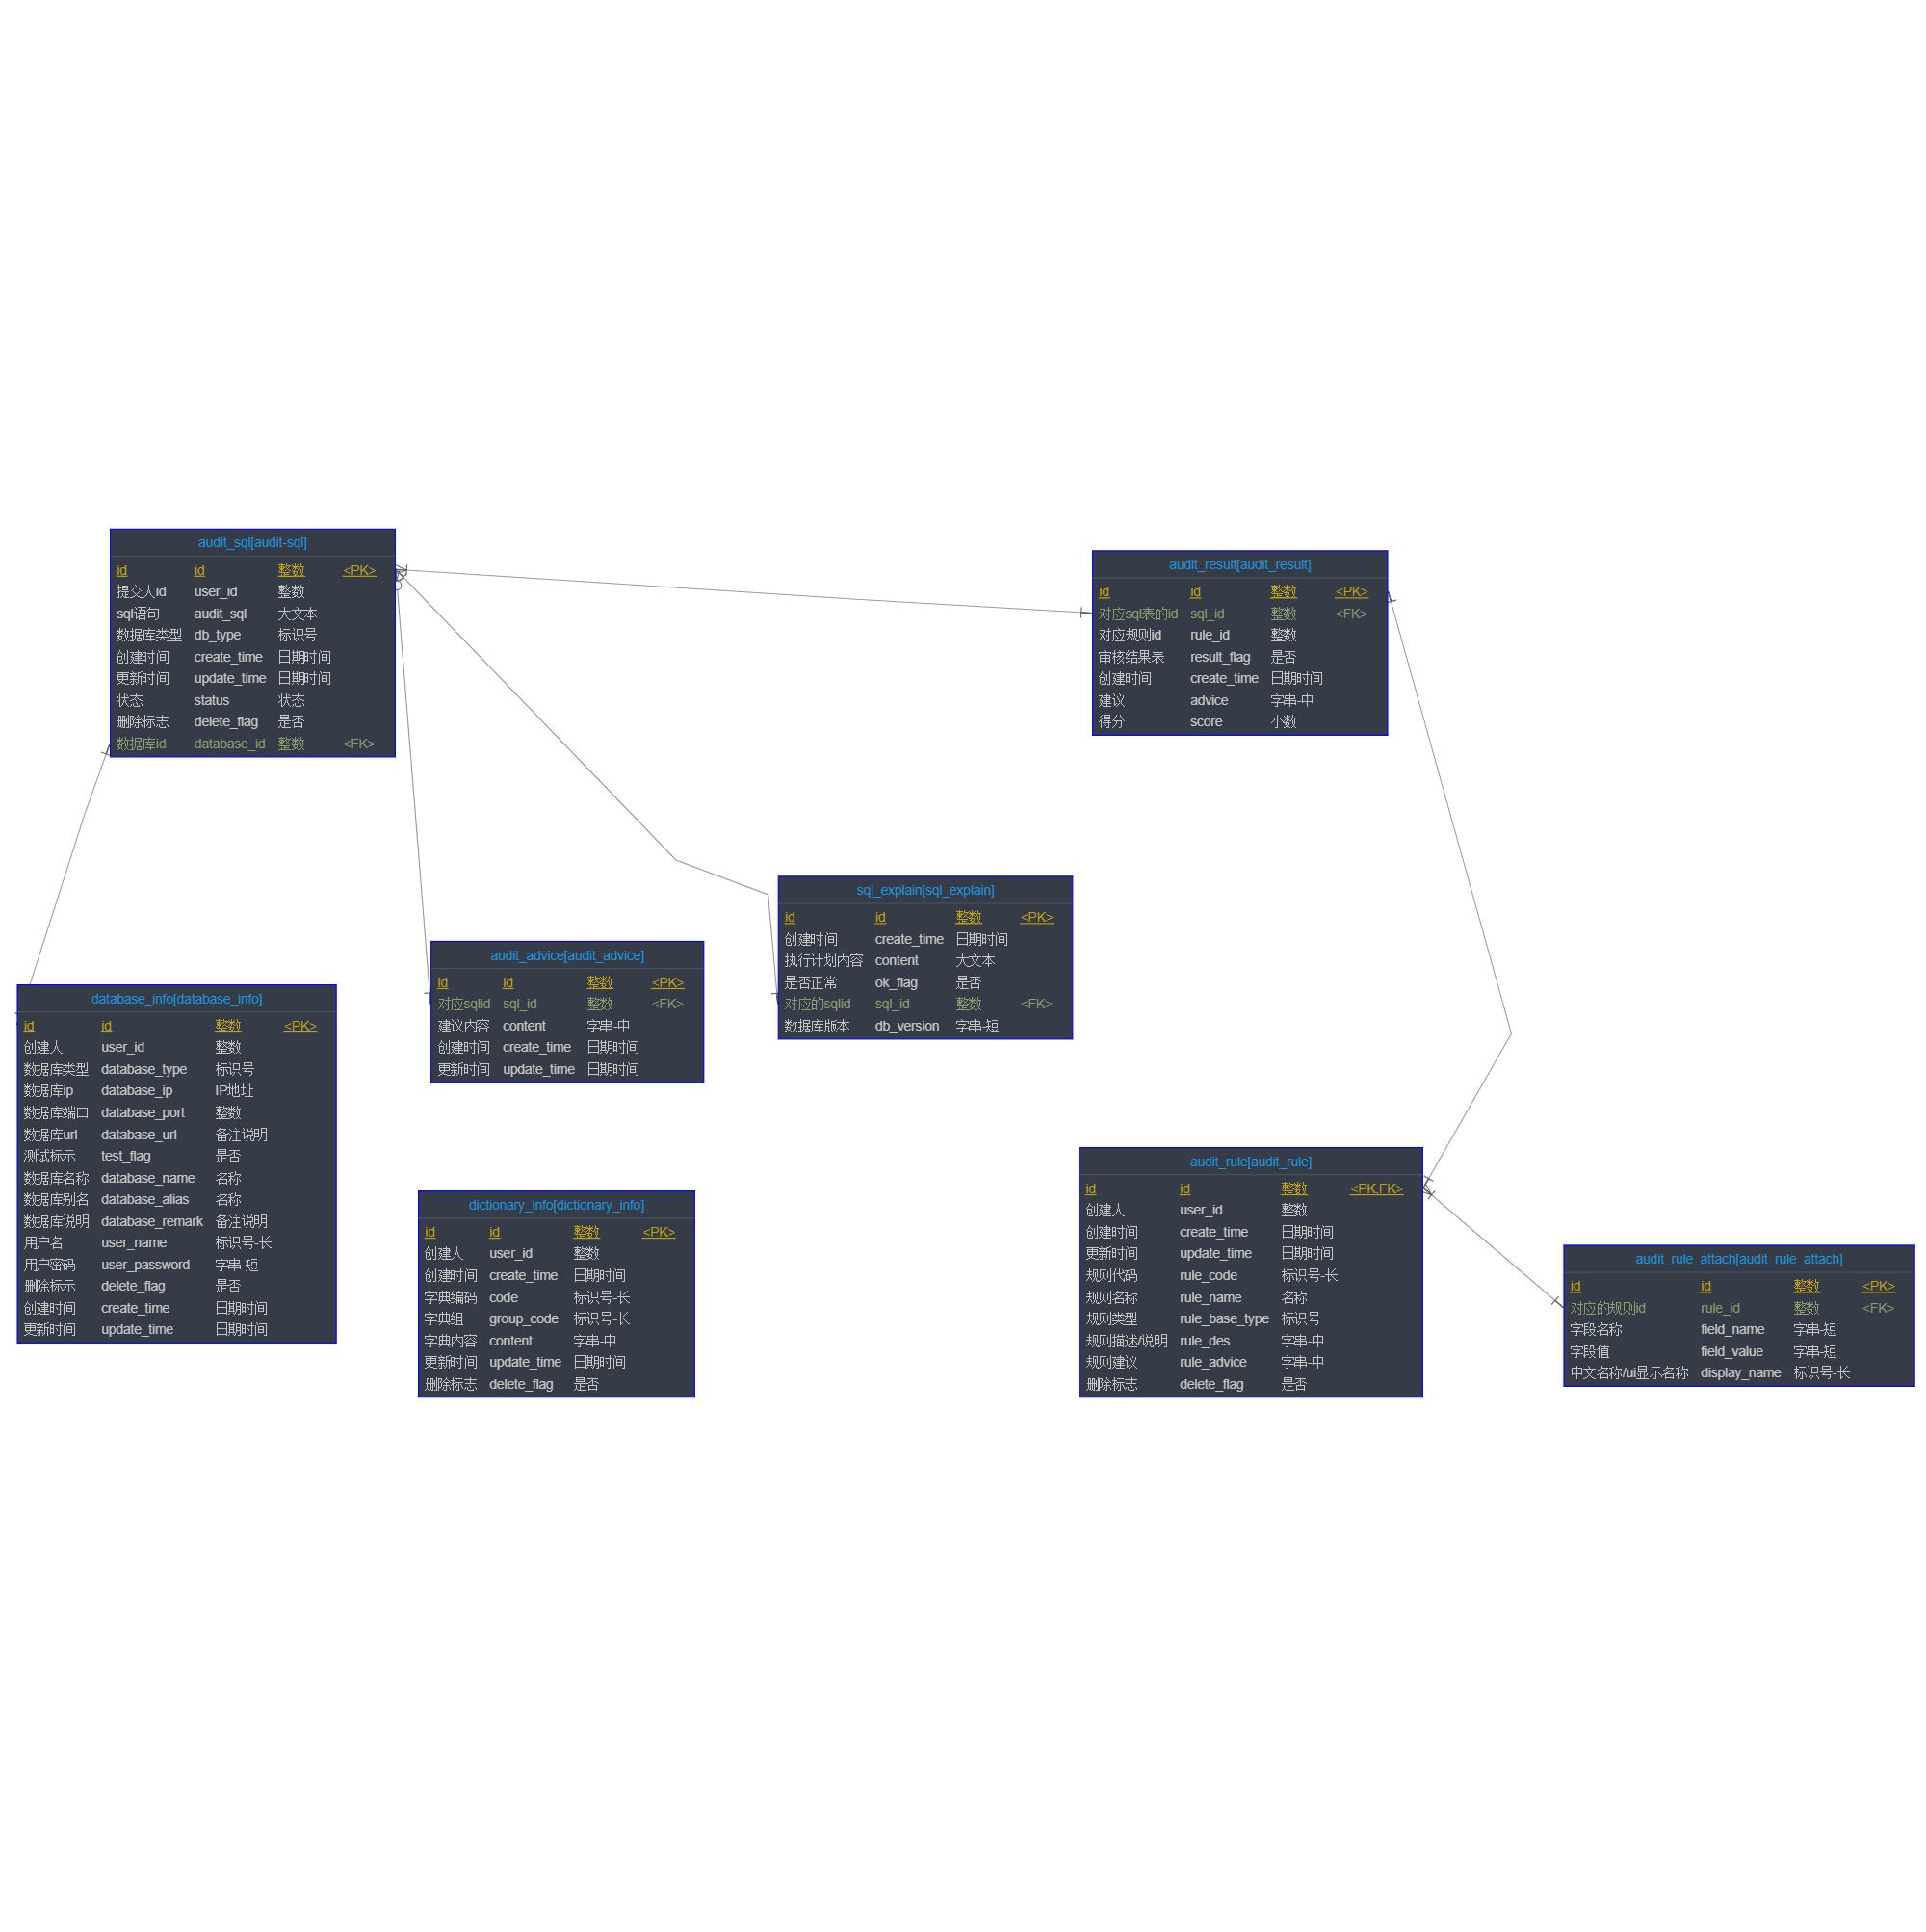 audit_sql[audit-sql]
id id 整数 <PK>
提交人id user_id 整数
sql语句 audit_sql 大文本
数据库类型 db_type 标识号
创建时间 create_time 日期时间
更新时间 update_time 日期时间
状态 status 状态
删除标志 delete_flag 是否
数据库id database_id 整数 <FK>
audit_result[audit_result]
id id 整数 <PK>
对应sql表的id sql_id 整数 <FK>
对应规则id rule_id 整数
审核结果表 result_flag 是否
创建时间 create_time 日期时间
建议 advice 字串-中
得分 score 小数
sql_explain[sql_explain]
id id 整数 <PK>
创建时间 create_time 日期时间
执行计划内容 content 大文本
是否正常 ok_flag 是否
对应的sqlid sql_id 整数 <FK>
数据库版本 db_version 字串-短
audit_advice[audit_advice]
id id 整数 <PK>
对应sqlid sql_id 整数 <FK>
建议内容 content 字串-中
创建时间 create_time 日期时间
更新时间 update_time 日期时间
database_info[database_info]
id id 整数 <PK>
创建人 user_id 整数
数据库类型 database_type 标识号
数据库ip database_ip IP地址
数据库端口 database_port 整数
数据库url database_url 备注说明
测试标示 test_flag 是否
数据库名称 database_name 名称
数据库别名 database_alias 名称
数据库说明 database_remark 备注说明
用户名 user_name 标识号-长
用户密码 user_password 字串-短
删除标示 delete_flag 是否
创建时间 create_time 日期时间
更新时间 update_time 日期时间
dictionary_info[dictionary_info]
id id 整数 <PK>
创建人 user_id 整数
创建时间 create_time 日期时间
字典编码 code 标识号-长
字典组 group_code 标识号-长
字典内容 content 字串-中
更新时间 update_time 日期时间
删除标志 delete_flag 是否
audit_rule[audit_rule]
id id 整数 <PK,FK>
创建人 user_id 整数
创建时间 create_time 日期时间
更新时间 update_time 日期时间
规则代码 rule_code 标识号-长
规则名称 rule_name 名称
规则类型 rule_base_type 标识号
规则描述/说明 rule_des 字串-中
规则建议 rule_advice 字串-中
删除标志 delete_flag 是否
audit_rule_attach[audit_rule_attach]
id id 整数 <PK>
对应的规则id rule_id 整数 <FK>
字段名称 field_name 字串-短
字段值 field_value 字串-短
中文名称/ui显示名称 display_name 标识号-长